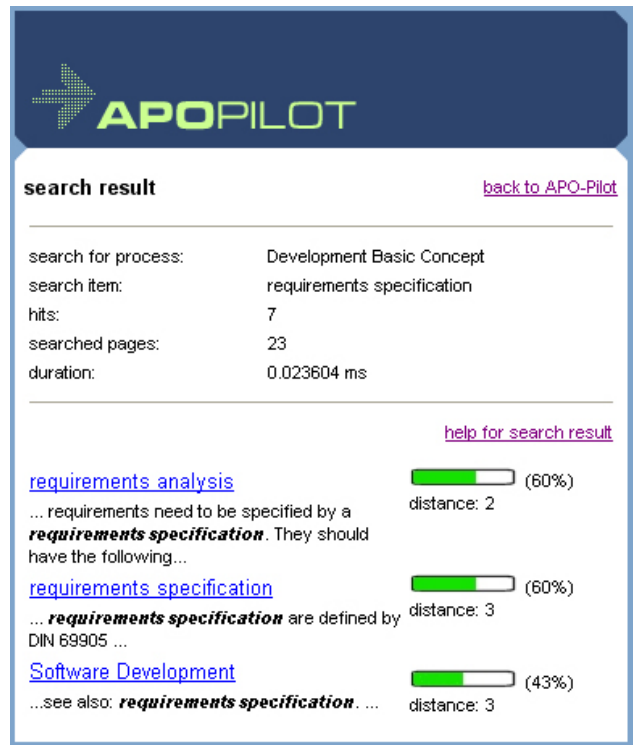 APOPILOT
search result back to APO-Pilot
search for process: Development Basic Concept
search item: requirements specification
hits: 7
searched pages: 23
duration: 0.023604 ms
help for search result
requirements analysis (60%)
... requirements need to be specified by a distance: 2
requirements specification. They should
have the following...
requirements specification (60%)
... requirements specification are defined by distance: 3
DIN 69905 ...
Software Development (43%)
...see also: requirements specification. ... distance: 3